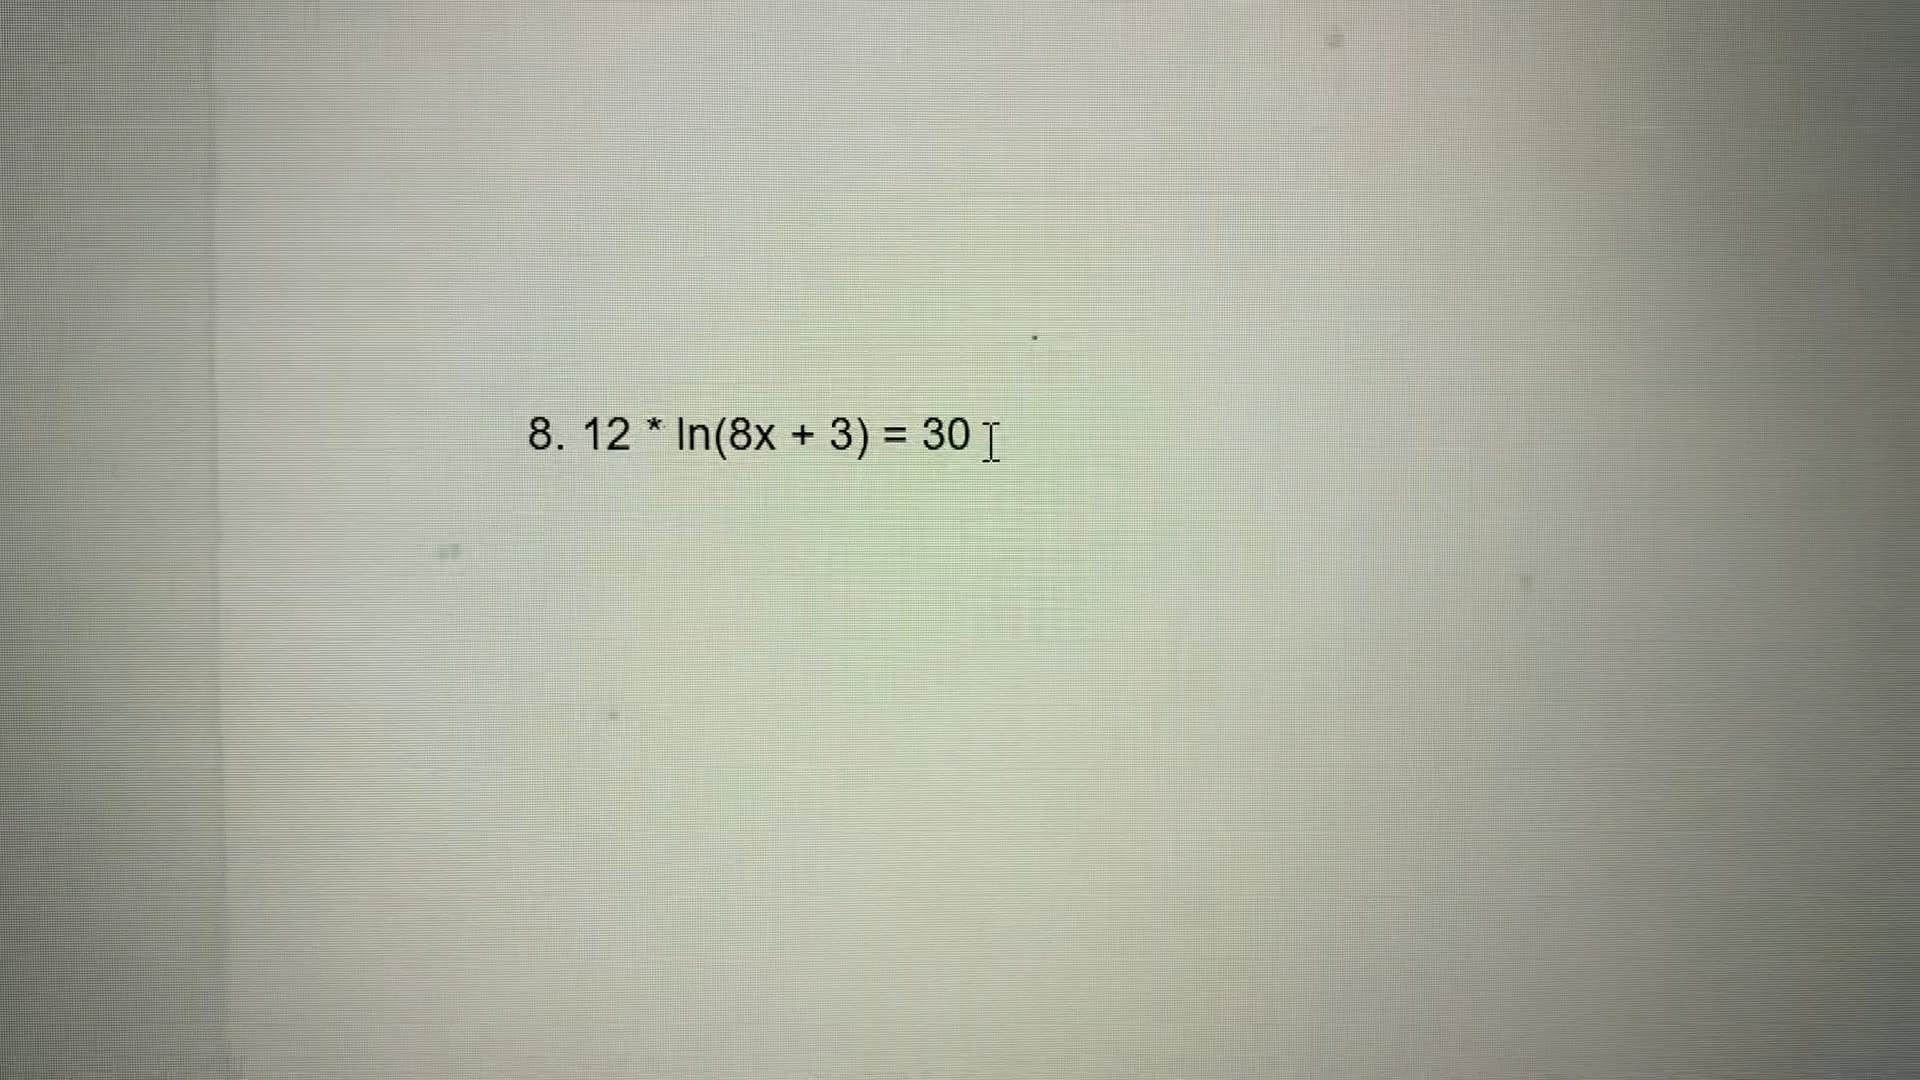 8. 12 * ln(8x + 3) = 30